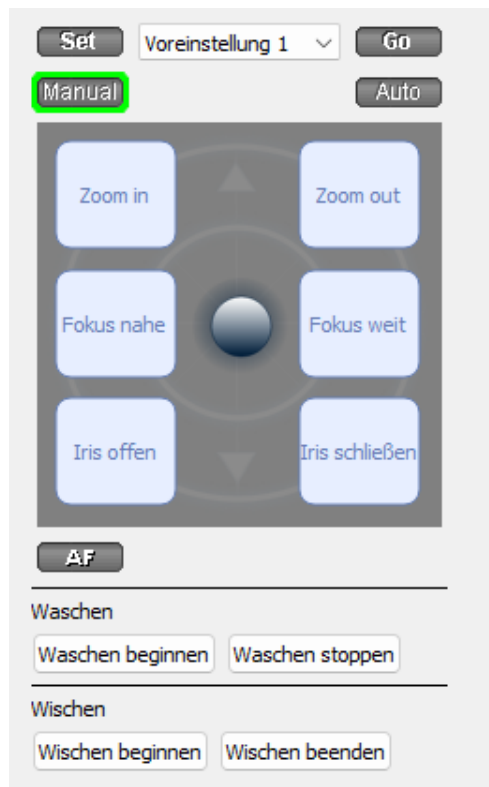 Set Voreinstellung 1 Go
Manual Auto
Zoom in Zoom out
Fokus nahe Fokus weit
Iris offen Iris schließen
AF
Waschen
Waschen beginnen Waschen stoppen
Wischen
Wischen beginnen Wischen beenden